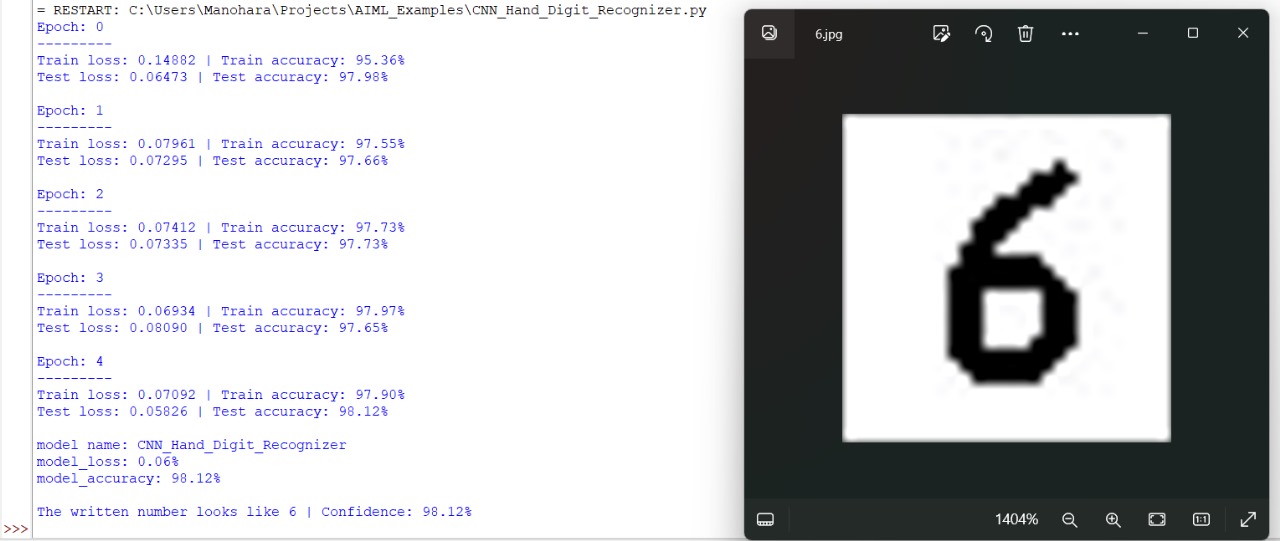 = RESTART: C:\Users\Manohara\Projects\AIML_Examples\CNN_Hand_Digit_Recognizer.py
Epoch: 0
---------
Train loss: 0.14882 | Train accuracy: 95.36%
Test loss: 0.06473 | Test accuracy: 97.98%
Epoch: 1
---------
Train loss: 0.07961 | Train accuracy: 97.55%
Test loss: 0.07295 | Test accuracy: 97.66%
Epoch: 2
---------
Train loss: 0.07412 | Train accuracy: 97.73%
Test loss: 0.07335 | Test accuracy: 97.73%
Epoch: 3
---------
Train loss: 0.06934 | Train accuracy: 97.97%
Test loss: 0.08090 | Test accuracy: 97.65%
Epoch: 4
---------
Train loss: 0.07092 | Train accuracy: 97.90%
Test loss: 0.05826 | Test accuracy: 98.12%
model name: CNN_Hand_Digit_Recognizer
model_loss: 0.06%
model_accuracy: 98.12%
The written number looks like 6 | Confidence: 98.12%
>>>
6.jpg
6
1404% 1:1